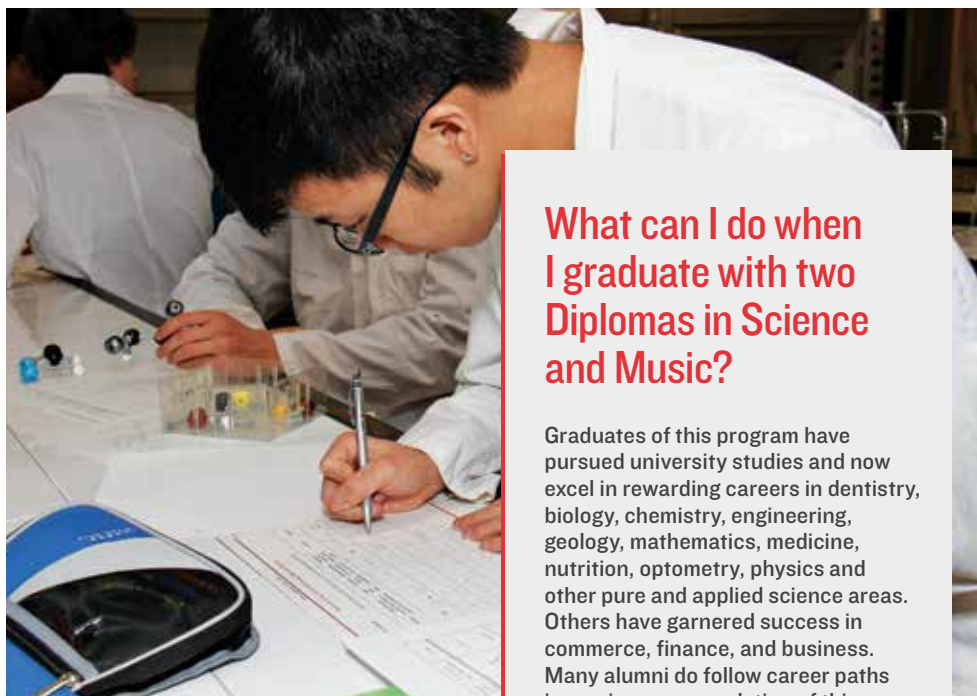 What can I do when
I graduate with two
Diplomas in Science
and Music?
Graduates of this program have
pursued university studies and now
excel in rewarding careers in dentistry,
biology, chemistry, engineering,
geology, mathematics, medicine,
nutrition, optometry, physics and
other pure and applied science areas.
Others have garnered success in
commerce, finance, and business.
Many alumni do follow career paths